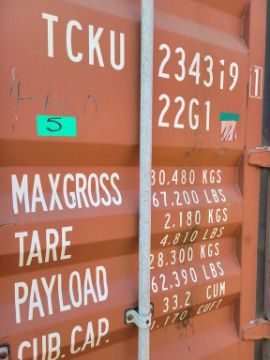 TCKU 234319 1
22G1
5
MAXGROSS 30.480 KGS
67.200 LBS
TARE 2.180 KGS
4.810 LBS
PAYLOAD 28.300 KGS
62.390 LBS
CUB. CAP. 33.2 CUM
1.170 CUFT